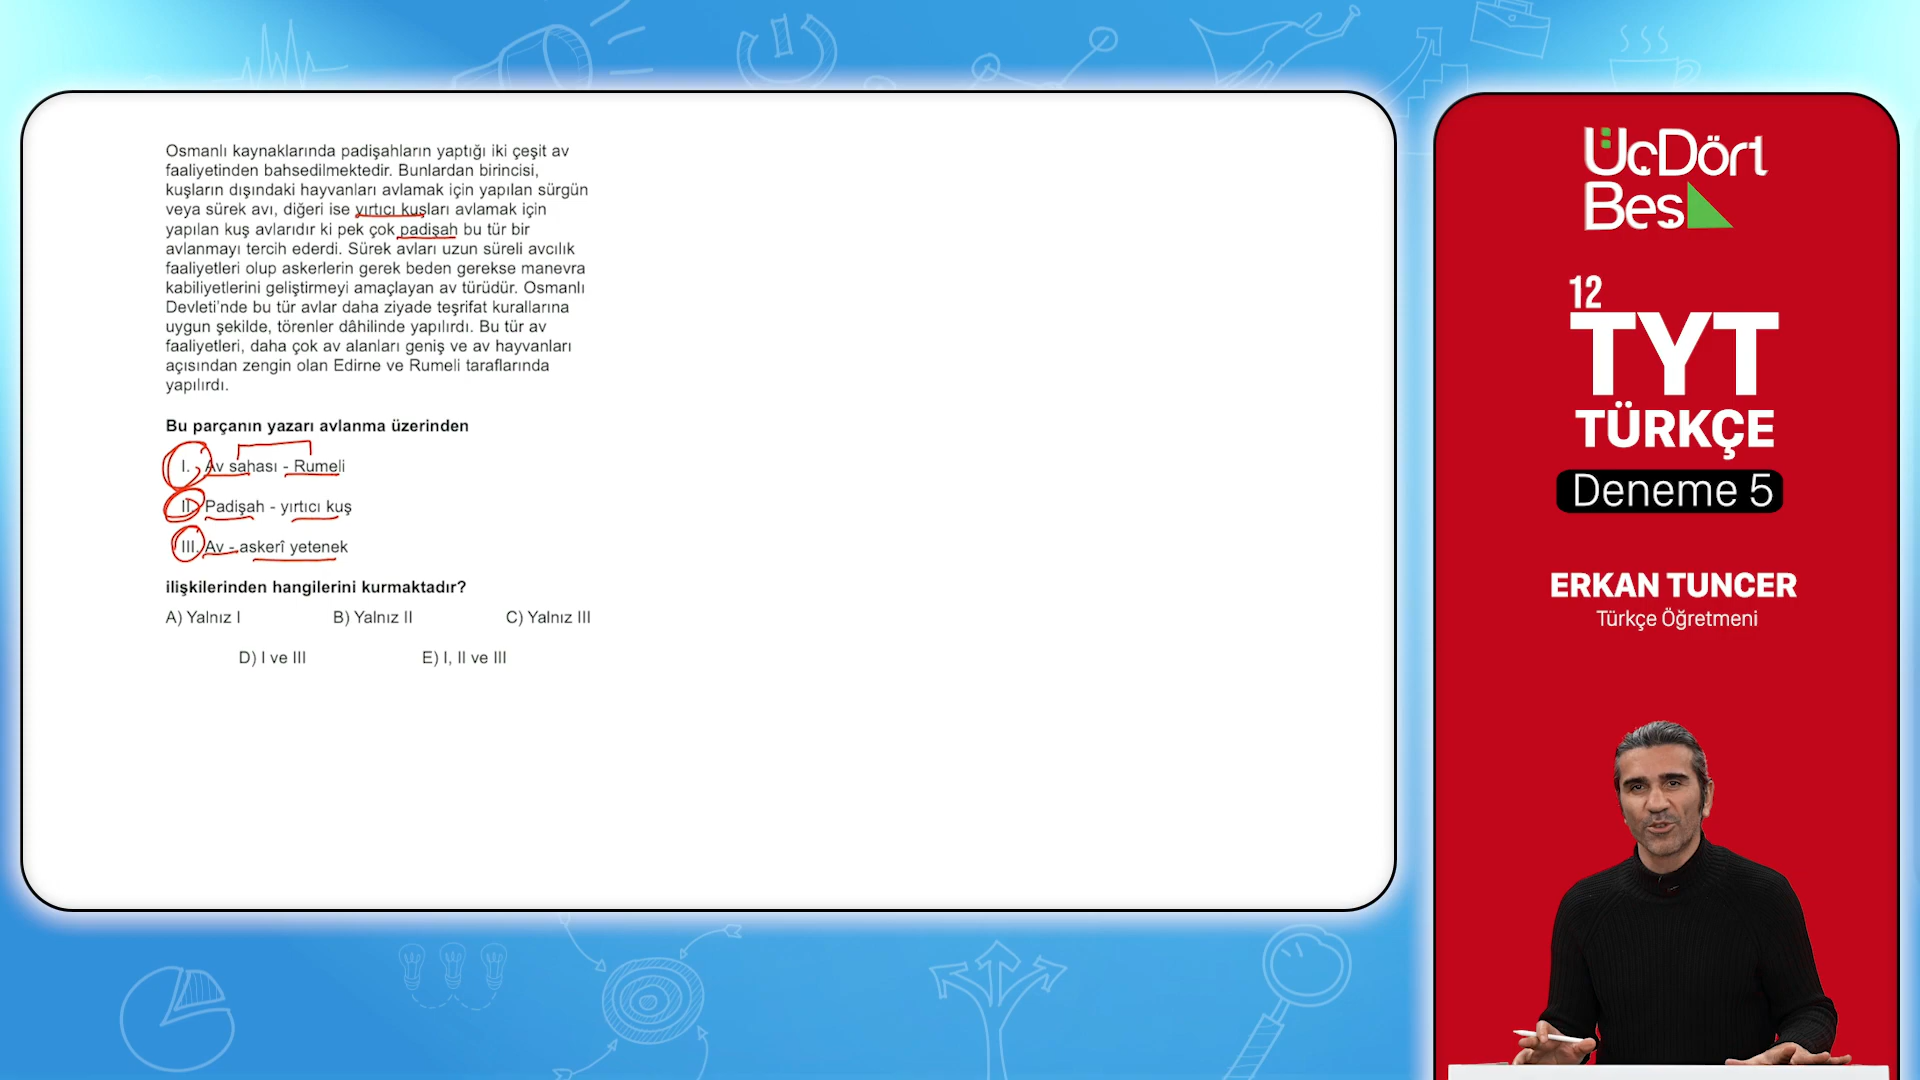 Osmanlı kaynaklarında padişahların yaptığı iki çeşit av
faaliyetinden bahsedilmektedir. Bunlardan birincisi,
kuşların dışındaki hayvanları avlamak için yapılan sürgün
veya sürek avı, diğeri ise yırtıcı kuşları avlamak için
yapılan kuş avlarıdır ki pek çok padişah bu tür bir
avlanmayı tercih ederdi. Sürek avları uzun süreli avcılık
faaliyetleri olup askerlerin gerek beden gerekse manevra
kabiliyetlerini geliştirmeyi amaçlayan av türüdür. Osmanlı
Devleti'nde bu tür avlar daha ziyade teşrifat kurallarına
uygun şekilde, törenler dâhilinde yapılırdı. Bu tür av
faaliyetleri, daha çok av alanları geniş ve av hayvanları
açısından zengin olan Edirne ve Rumeli taraflarında
yapılırdı.
Bu parçanın yazarı avlanma üzerinden
I. Av sahası - Rumeli
II. Padişah - yırtıcı kuş
III. Av - askerî yetenek
ilişkilerinden hangilerini kurmaktadır?
A) Yalnız I B) Yalnız II C) Yalnız III
D) I ve III E) I, II ve III
ÜçDört
Beş
12
TYT
TÜRKÇE
Deneme 5
ERKAN TUNCER
Türkçe Öğretmeni